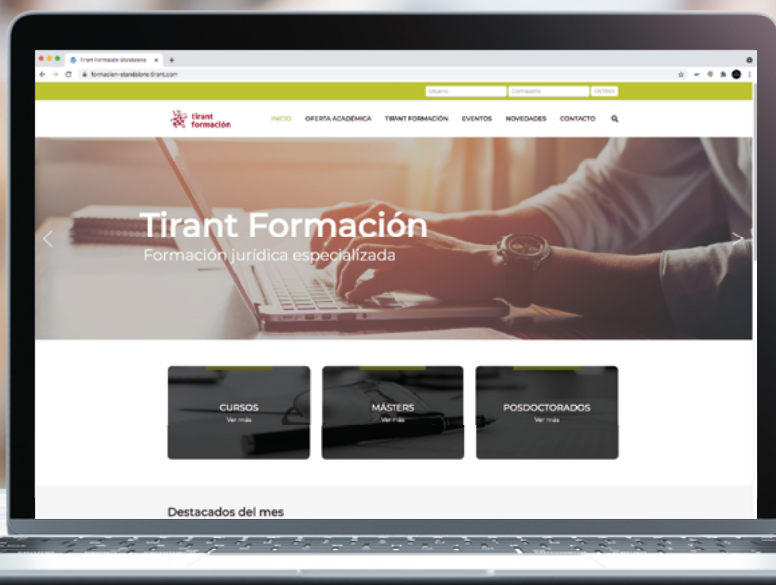 Tirant Formación Standalone
formacion-standalone.tirant.com
Usuario Contraseña ENTRAR
tirant
formación
INICIO OFERTA ACADÉMICA TIRANT FORMACIÓN EVENTOS NOVEDADES CONTACTO
Tirant Formación
Formación jurídica especializada
CURSOS MÁSTERS POSDOCTORADOS
Ver más Ver más Ver más
Destacados del mes